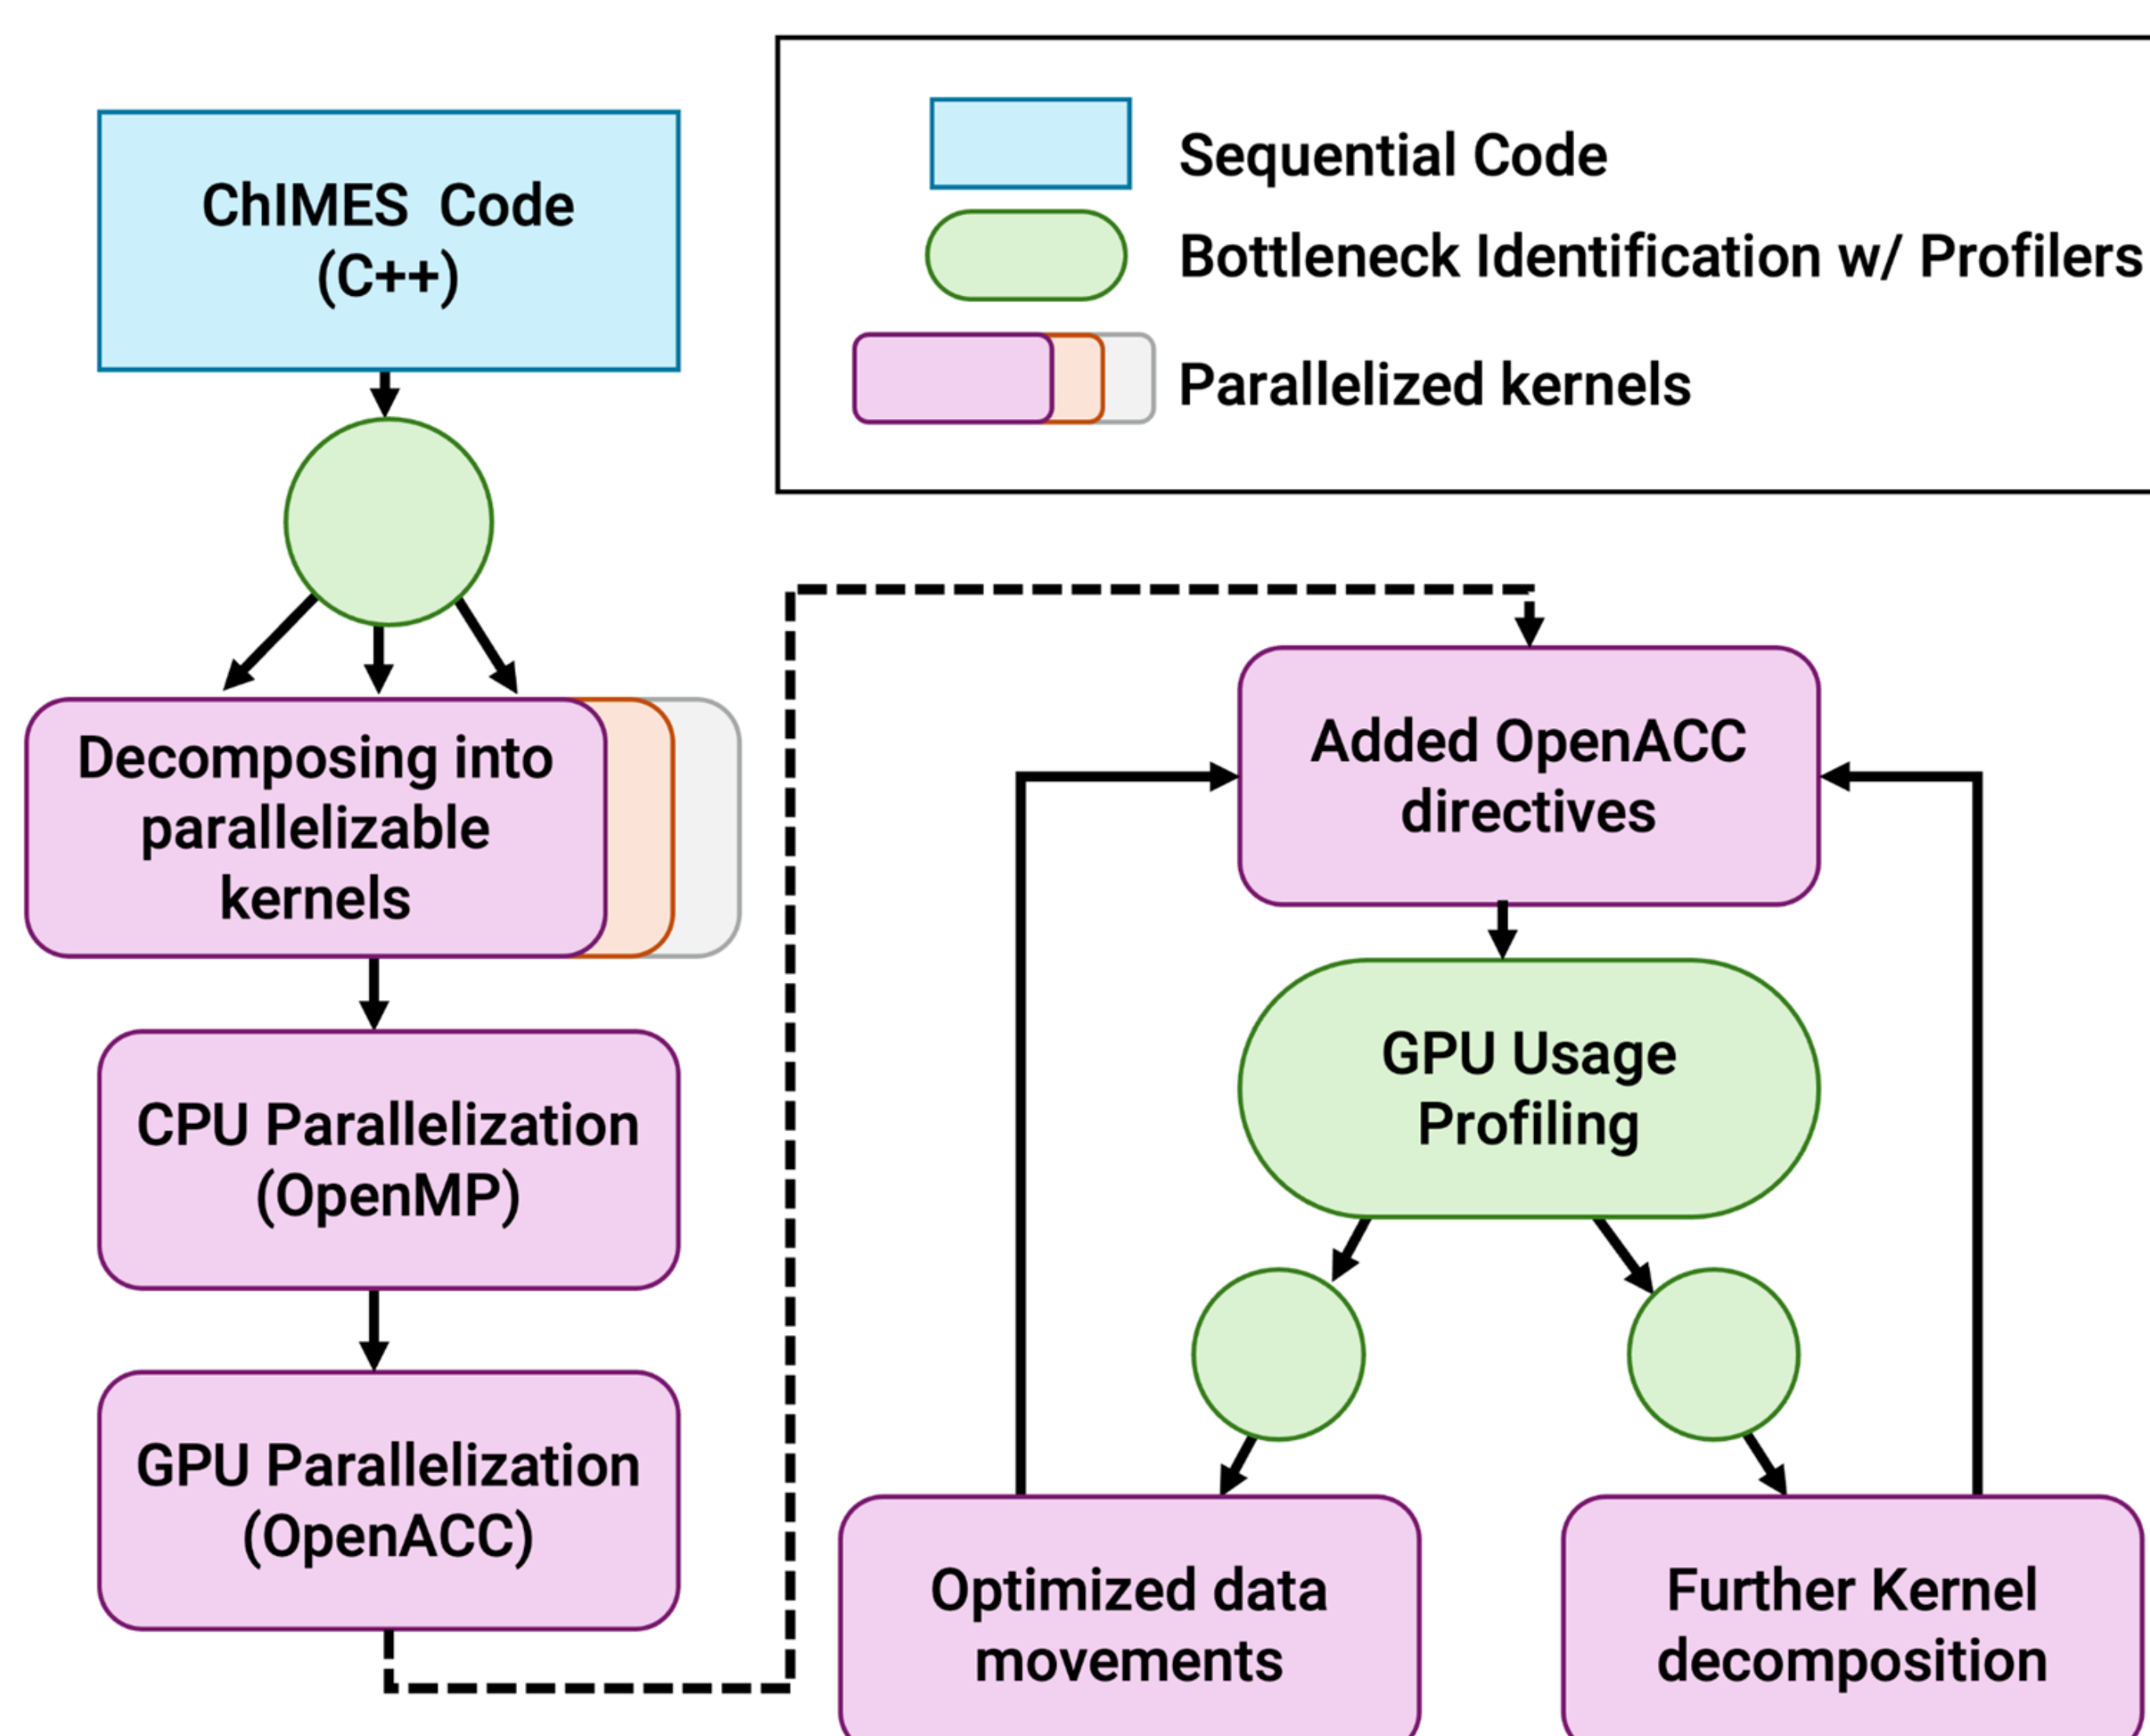 ChIMES Code
(C++)
Sequential Code
Bottleneck Identification w/ Profilers
Parallelized kernels
Decomposing into
parallelizable
kernels
CPU Parallelization
(OpenMP)
GPU Parallelization
(OpenACC)
Added OpenACC
directives
GPU Usage
Profiling
Optimized data
movements
Further Kernel
decomposition